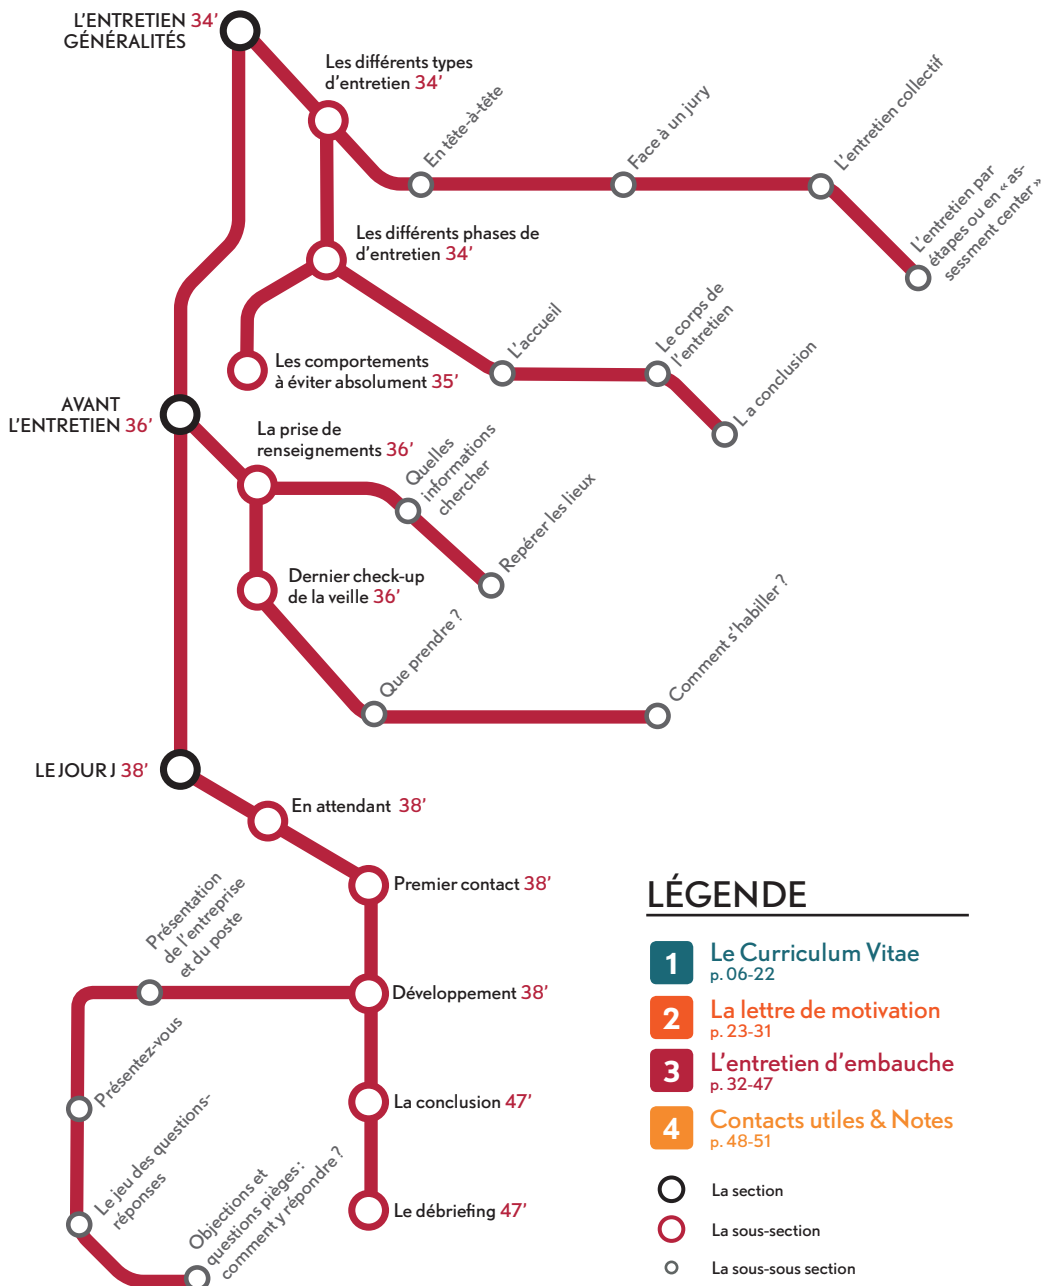 L'ENTRETIEN 34'
GÉNÉRALITÉS
Les différents types
d'entretien 34'
En tête-à-tête
Face à un jury
L'entretien collectif
L'entretien par
étapes ou en « as-
sessment center »
Les différents phases de
d'entretien 34'
Les comportements
à éviter absolument 35'
L'accueil
Le corps de
l'entretien
La conclusion
AVANT
L'ENTRETIEN 36'
La prise de
renseignements 36'
Quelles
informations
chercher
Repérer les lieux
Dernier check-up
de la veille 36'
Que prendre ?
Comment s'habiller ?
LE JOUR J 38'
En attendant 38'
Premier contact 38'
Présentation
de l'entreprise
et du poste
Développement 38'
Présentez-vous
Le jeu des questions-
réponses
Objections et
questions pièges :
comment y répondre ?
La conclusion 47'
Le débriefing 47'
LÉGENDE
1 Le Curriculum Vitae
p. 06-22
2 La lettre de motivation
p. 23-31
3 L'entretien d'embauche
p. 32-47
4 Contacts utiles & Notes
p. 48-51
La section
La sous-section
La sous-sous section